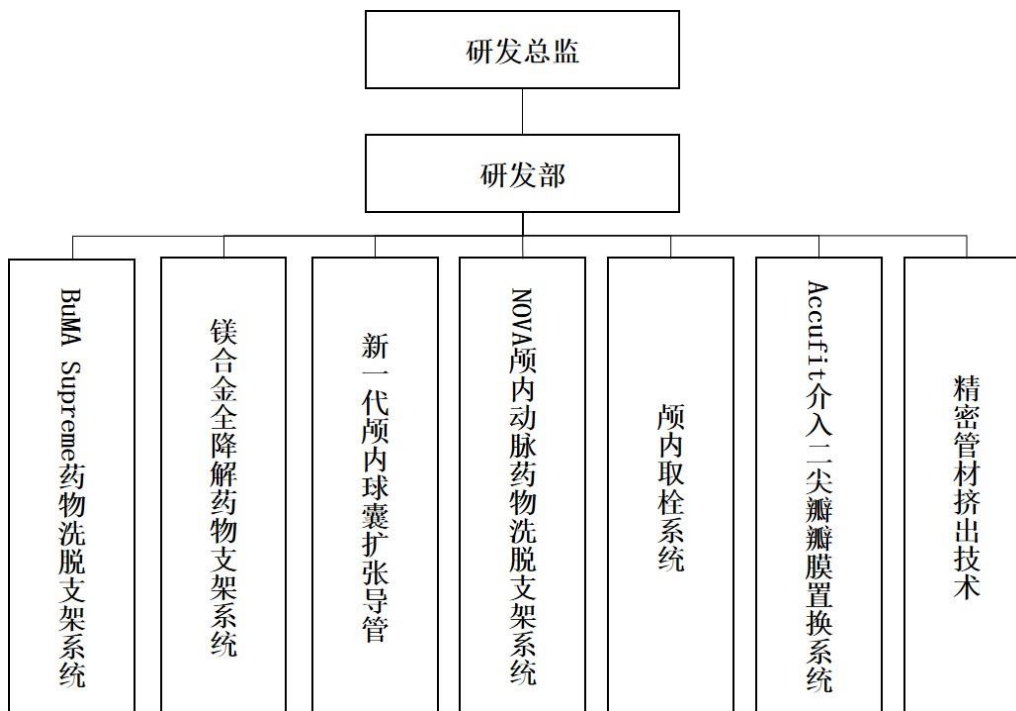 研发总监
研发部
BuMA Supreme药物洗脱支架系统
镁合金全降解药物支架系统
新一代颅内球囊扩张导管
NOVA颅内动脉药物洗脱支架系统
颅内取栓系统
Accufit介入二尖瓣瓣膜置换系统
精密管材挤出技术